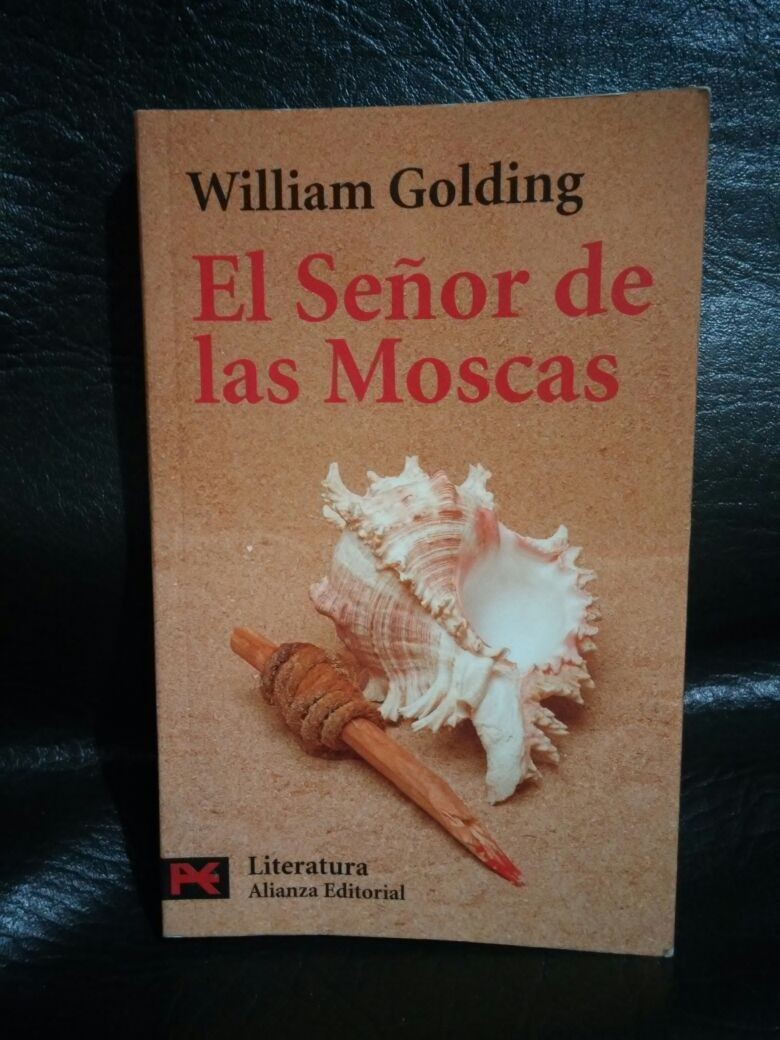 William Golding
El Señor de
las Moscas
Literatura
Alianza Editorial